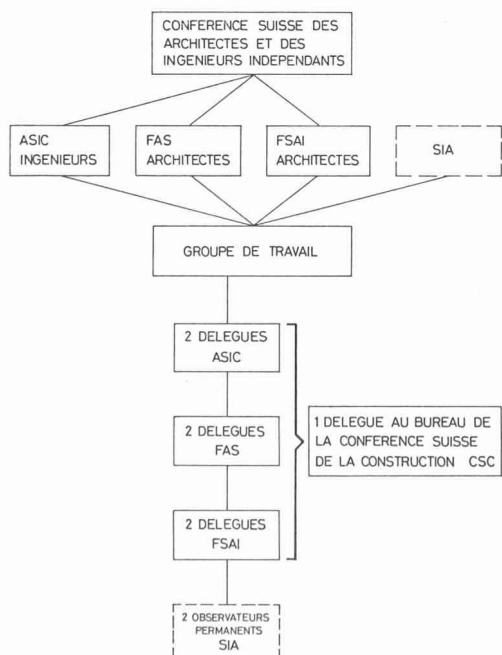 CONFERENCE SUISSE DES
ARCHITECTES ET DES
INGENIEURS INDEPENDANTS
ASIC
INGENIEURS
FAS
ARCHITECTES
FSAI
ARCHITECTES
SIA
GROUPE DE TRAVAIL
2 DELEGUES
ASIC
2 DELEGUES
FAS
2 DELEGUES
FSAI
1 DELEGUE AU BUREAU DE
LA CONFERENCE SUISSE
DE LA CONSTRUCTION CSC
2 OBSERVATEURS
PERMANENTS
SIA